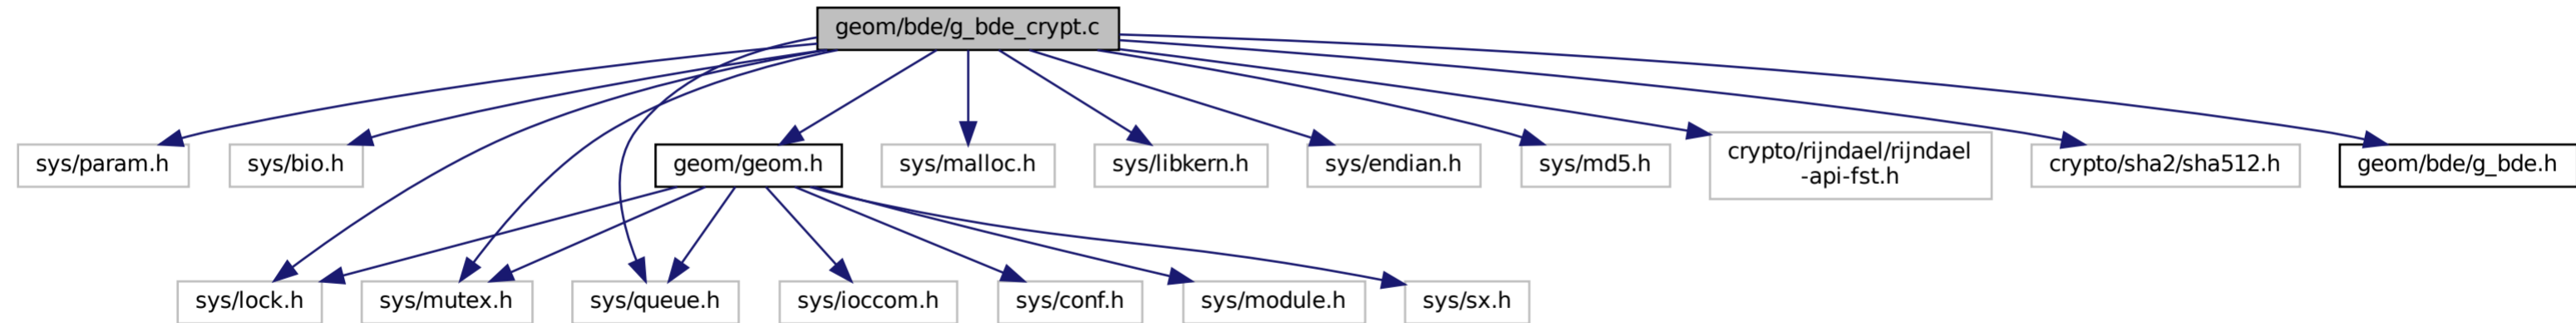 geom/bde/g_bde_crypt.c
sys/param.h
sys/bio.h
geom/geom.h
sys/malloc.h
sys/libkern.h
sys/endian.h
sys/md5.h
crypto/rijndael/rijndael
-api-fst.h
crypto/sha2/sha512.h
geom/bde/g_bde.h
sys/lock.h
sys/mutex.h
sys/queue.h
sys/ioccom.h
sys/conf.h
sys/module.h
sys/sx.h